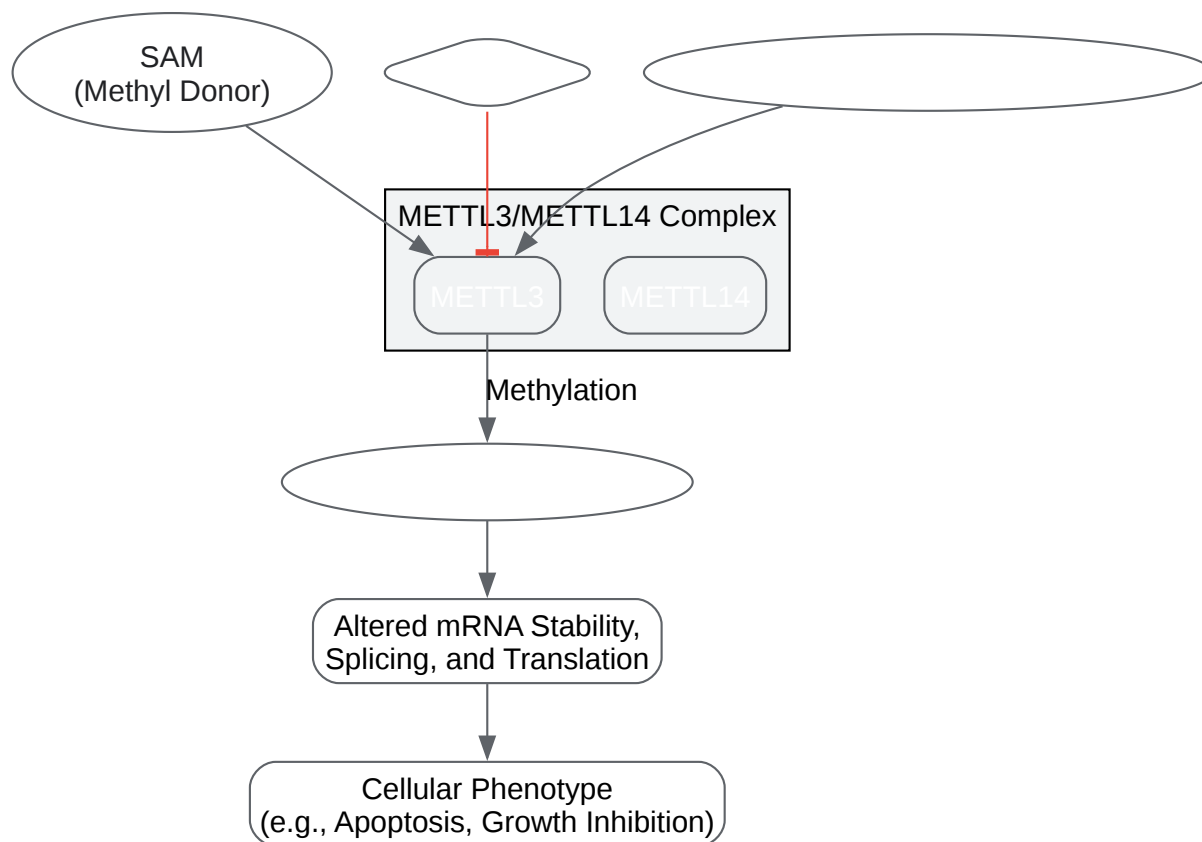 SAM
(Methyl Donor)
METTL3/METTL14 Complex
METTL3
METTL14
Methylation
Altered mRNA Stability,
Splicing, and Translation
Cellular Phenotype
(e.g., Apoptosis, Growth Inhibition)